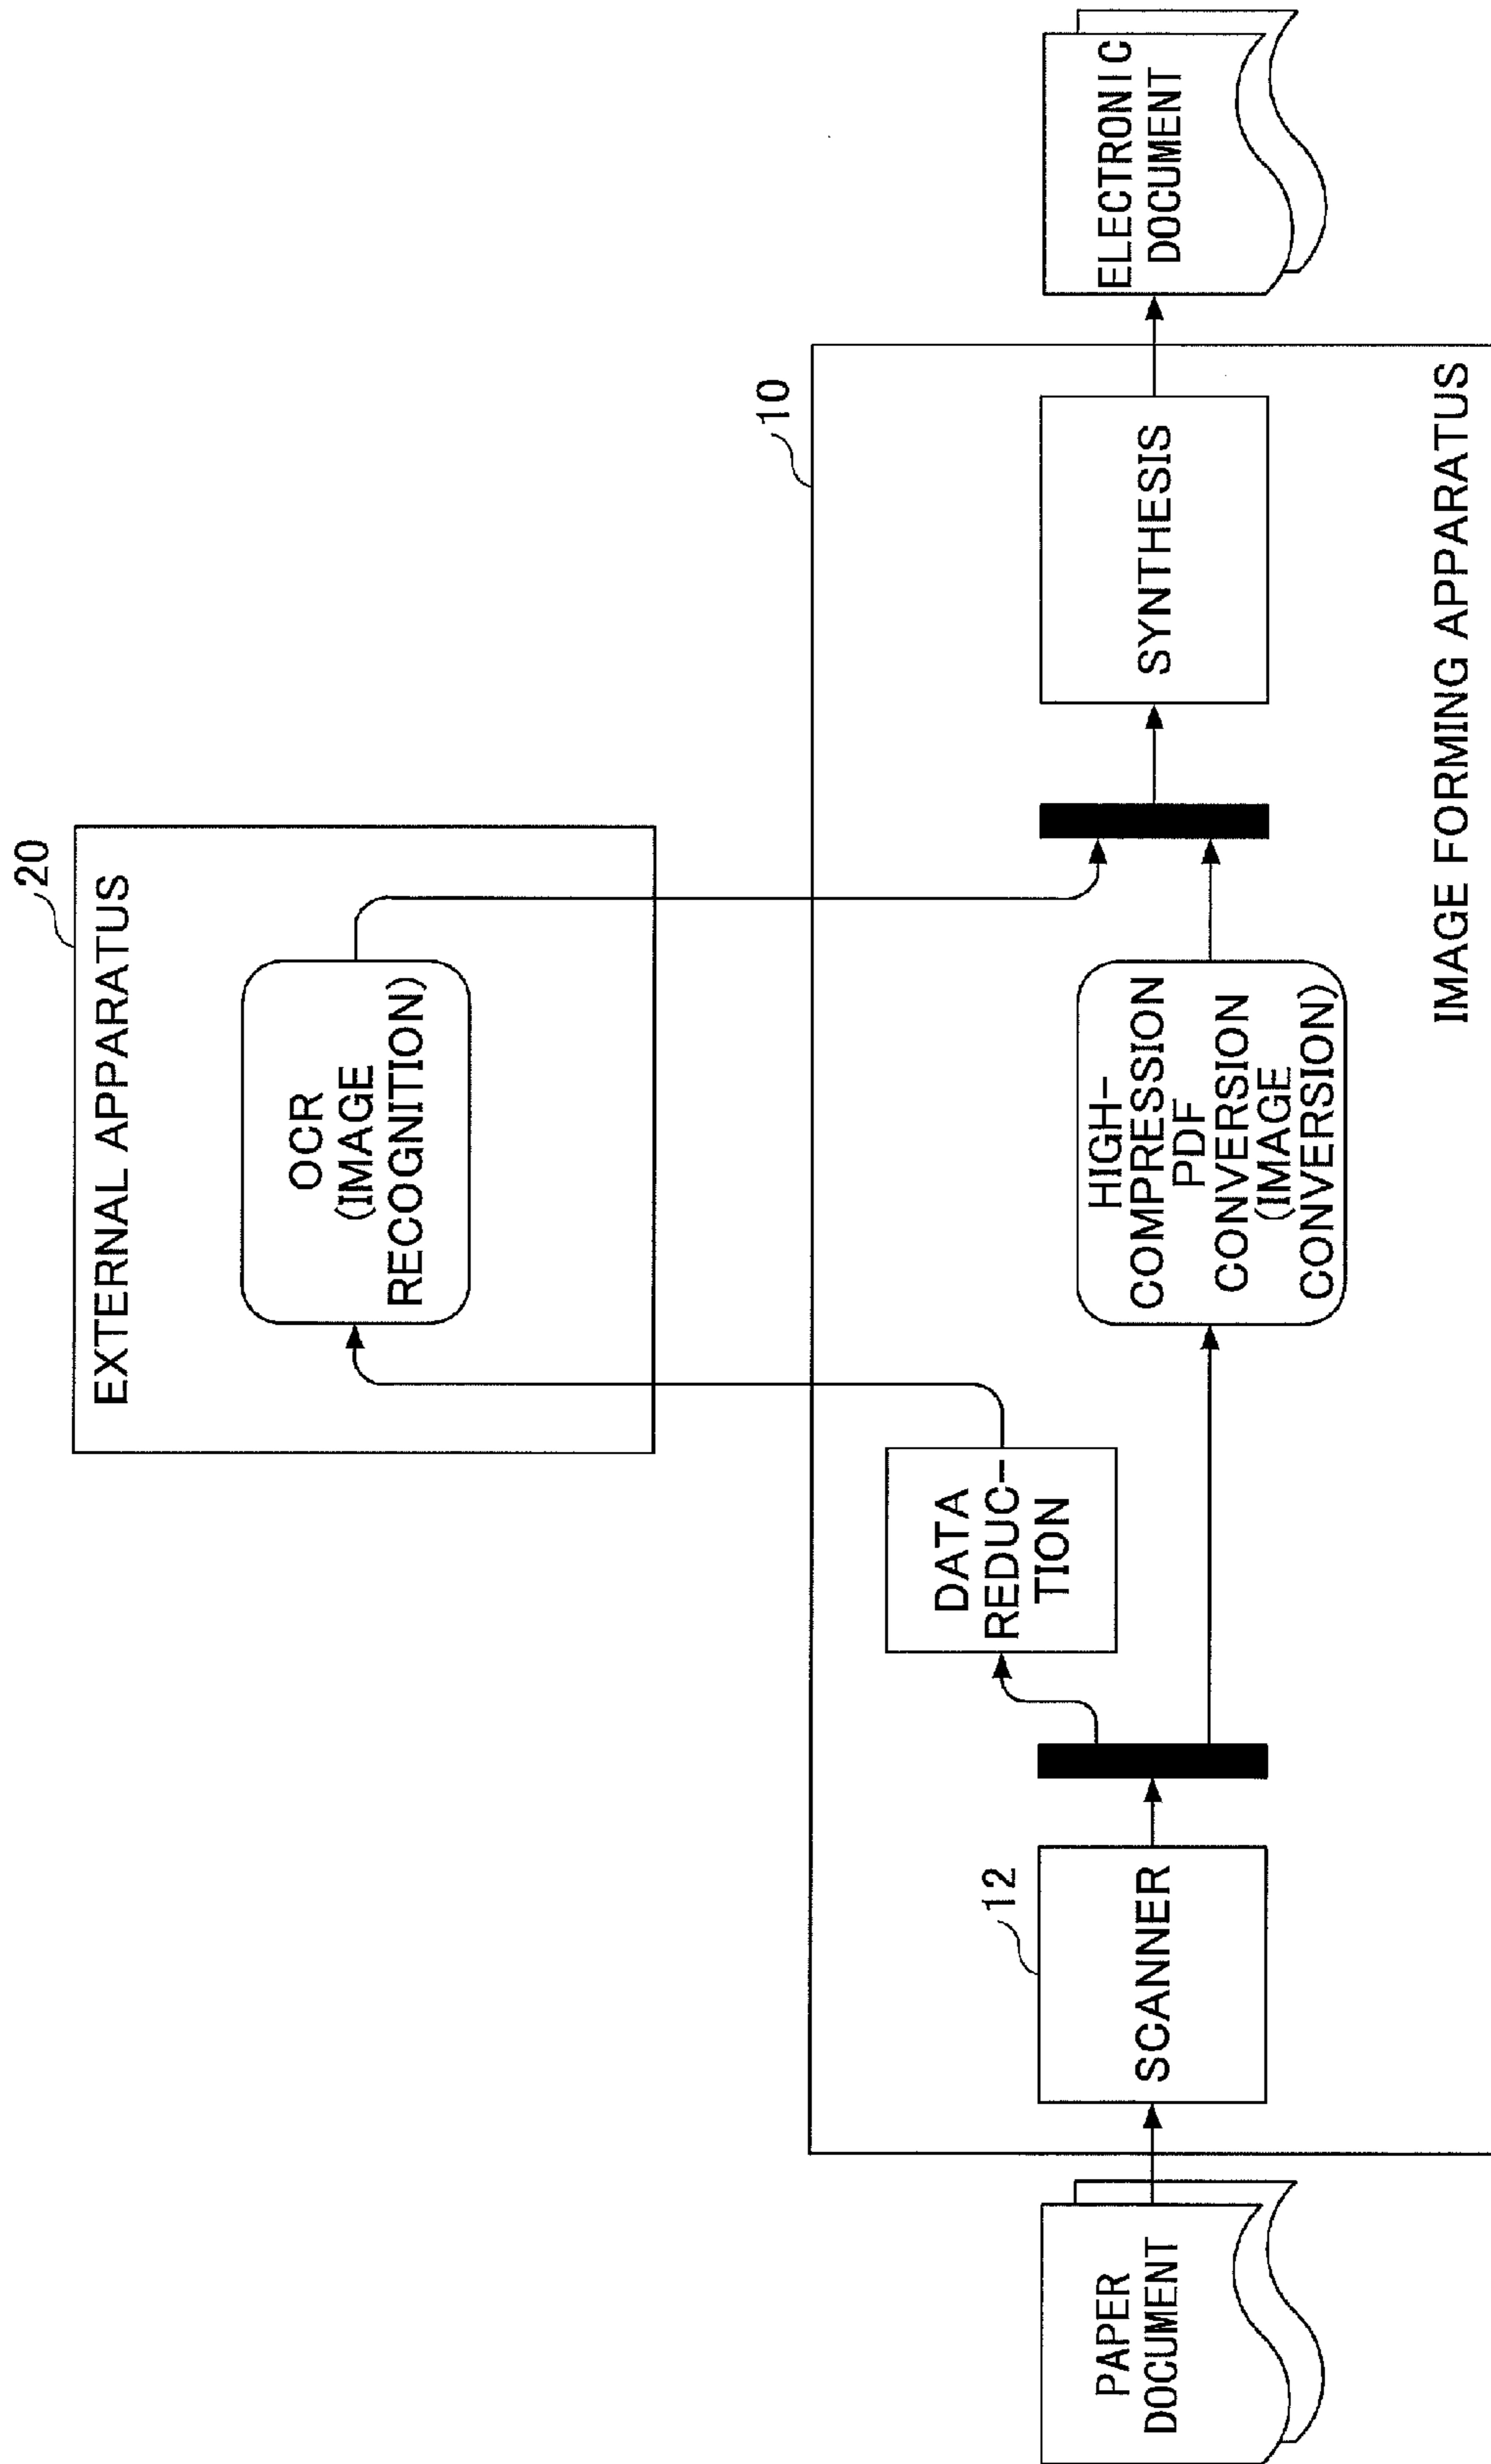 20
EXTERNAL APPARATUS
OCR
(IMAGE
RECOGNITION)
10
DATA
REDUC-
TION
12
PAPER
DOCUMENT
SCANNER
HIGH-
COMPRESSION
PDF
CONVERSION
(IMAGE
CONVERSION)
SYNTHESIS
ELECTRONIC
DOCUMENT
IMAGE FORMING APPARATUS